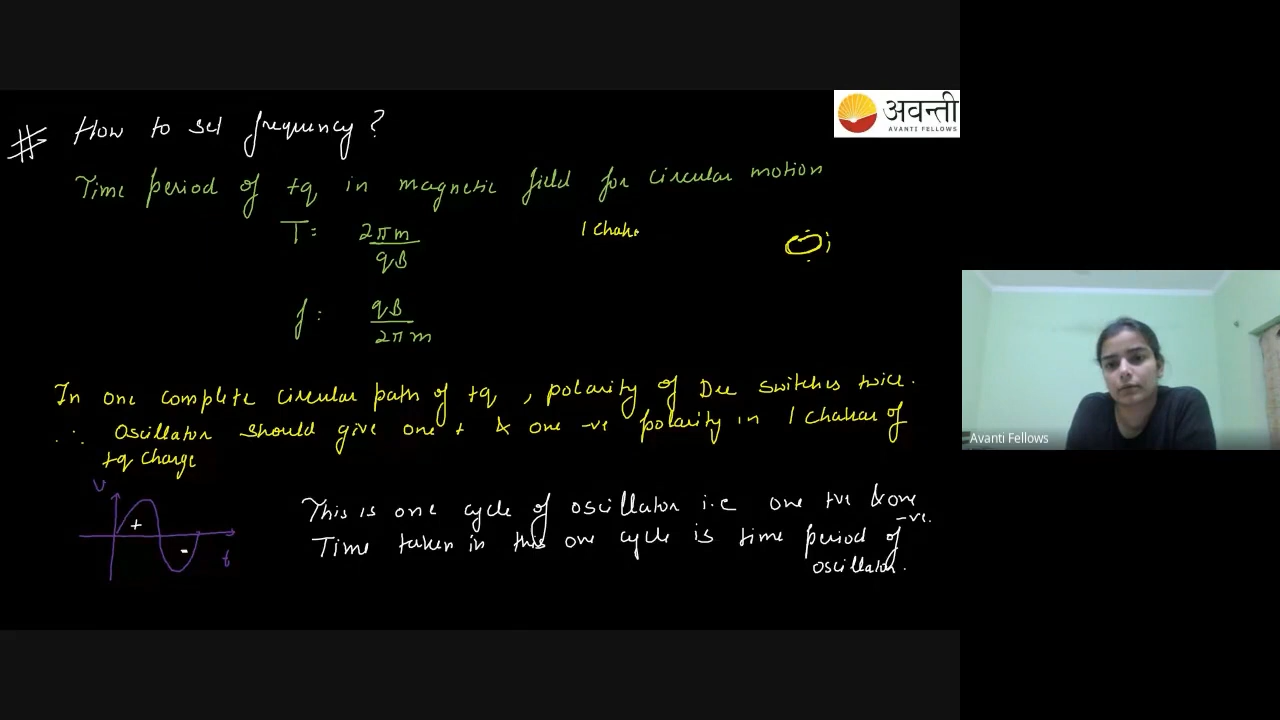 अवन्ती
AVANTI FELLOWS
# How to set frequency?
Time period of +q in magnetic field for circular motion
T = 2πm/qB
1 Chaka
f = qB/2πm
In one complete circular path of +q, polarity of Dee switches twice.
∴ Oscillator should give one + & one -ve polarity in 1 Chakar of
+q charge
V
+
-
t
This is one cycle of oscillator i.e one +ve & one -ve.
Time taken in this one cycle is time period of
oscillator.
Avanti Fellows